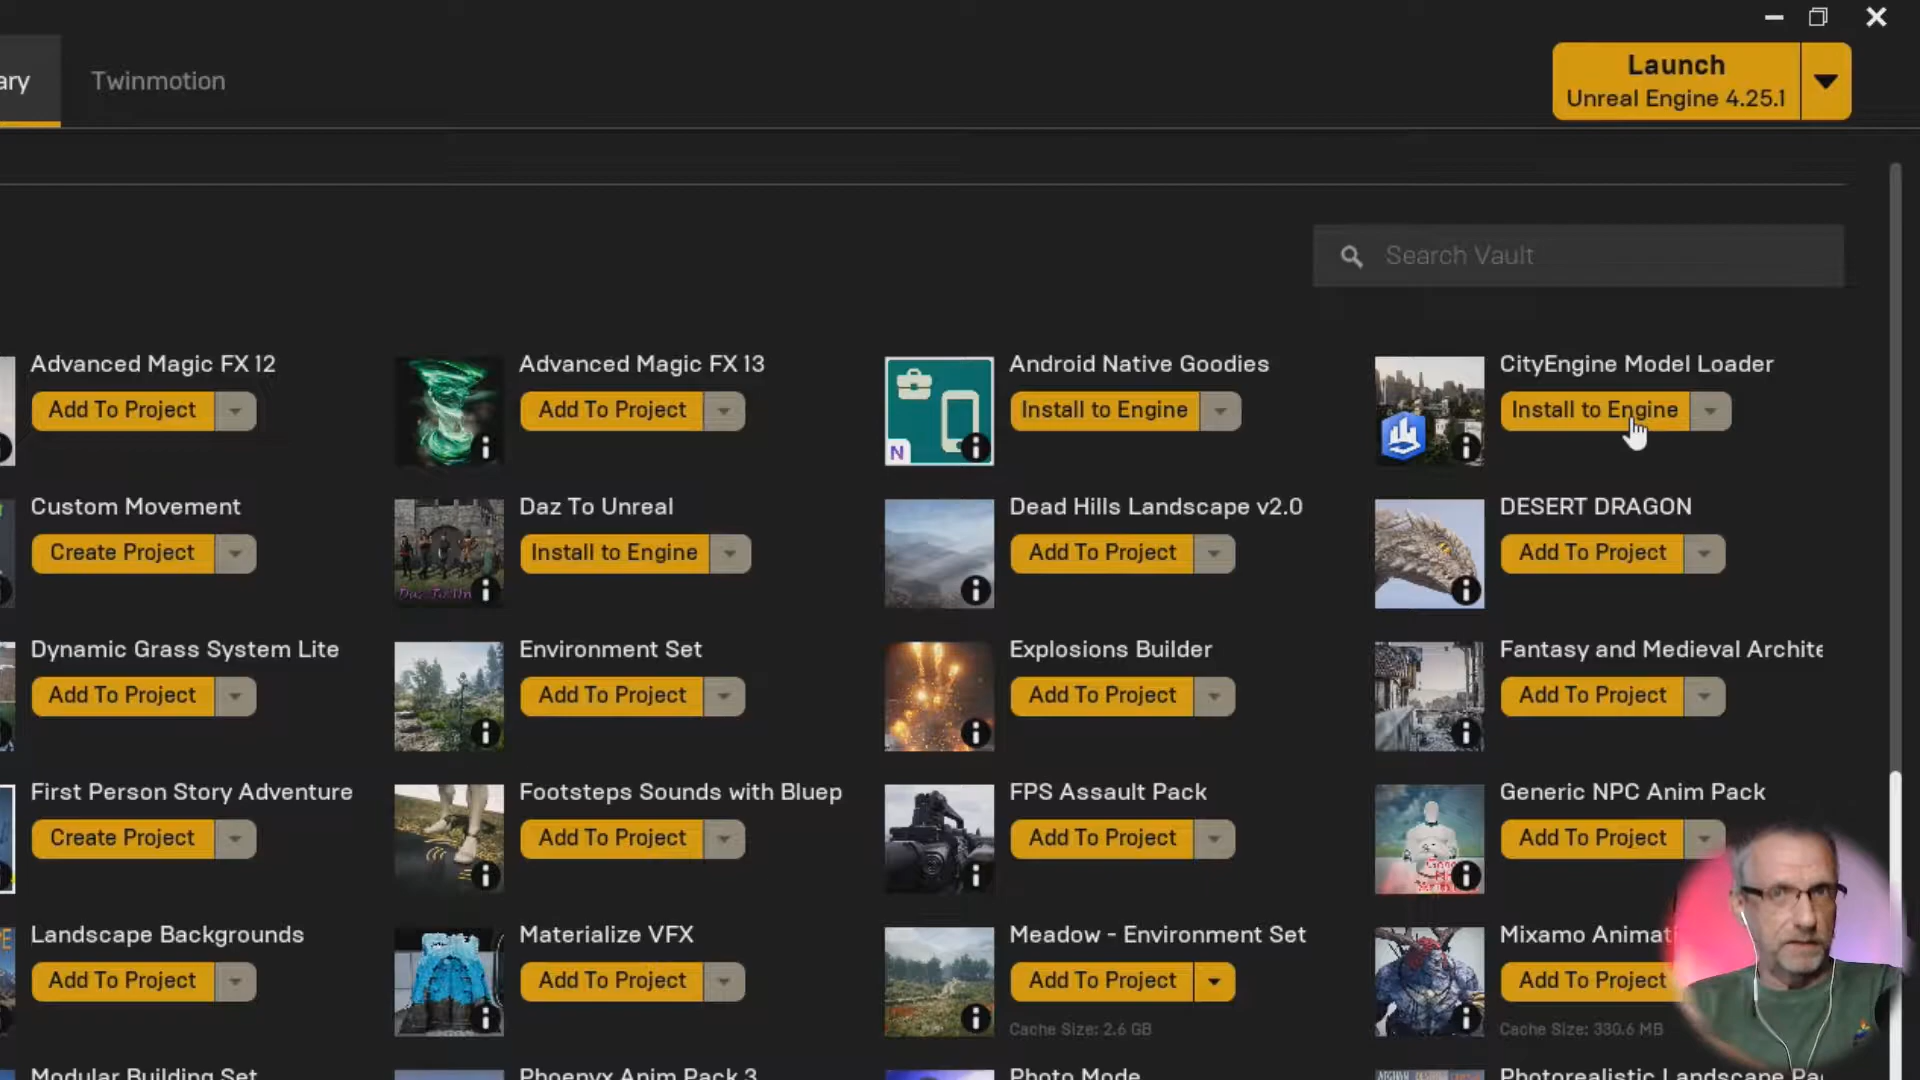 ary
Twinmotion
Launch
Unreal Engine 4.25.1
Search Vault
Advanced Magic FX 12
Add To Project
Advanced Magic FX 13
Add To Project
Android Native Goodies
Install to Engine
N
CityEngine Model Loader
Install to Engine
Custom Movement
Create Project
Daz To Unreal
Install to Engine
Dead Hills Landscape v2.0
Add To Project
DESERT DRAGON
Add To Project
Dynamic Grass System Lite
Add To Project
Environment Set
Add To Project
Explosions Builder
Add To Project
Fantasy and Medieval Archite
Add To Project
First Person Story Adventure
Create Project
Footsteps Sounds with Bluep
Add To Project
FPS Assault Pack
Add To Project
Generic NPC Anim Pack
Add To Project
Landscape Backgrounds
Add To Project
Materialize VFX
Add To Project
Meadow - Environment Set
Add To Project
Cache Size: 2.6 GB
Mixamo Animat
Add To Project
Cache Size: 330.6 MB
Modular Building Set
Phoenyx Anim Pack 3
Photo Mode
Photorealistic Landscape Pa